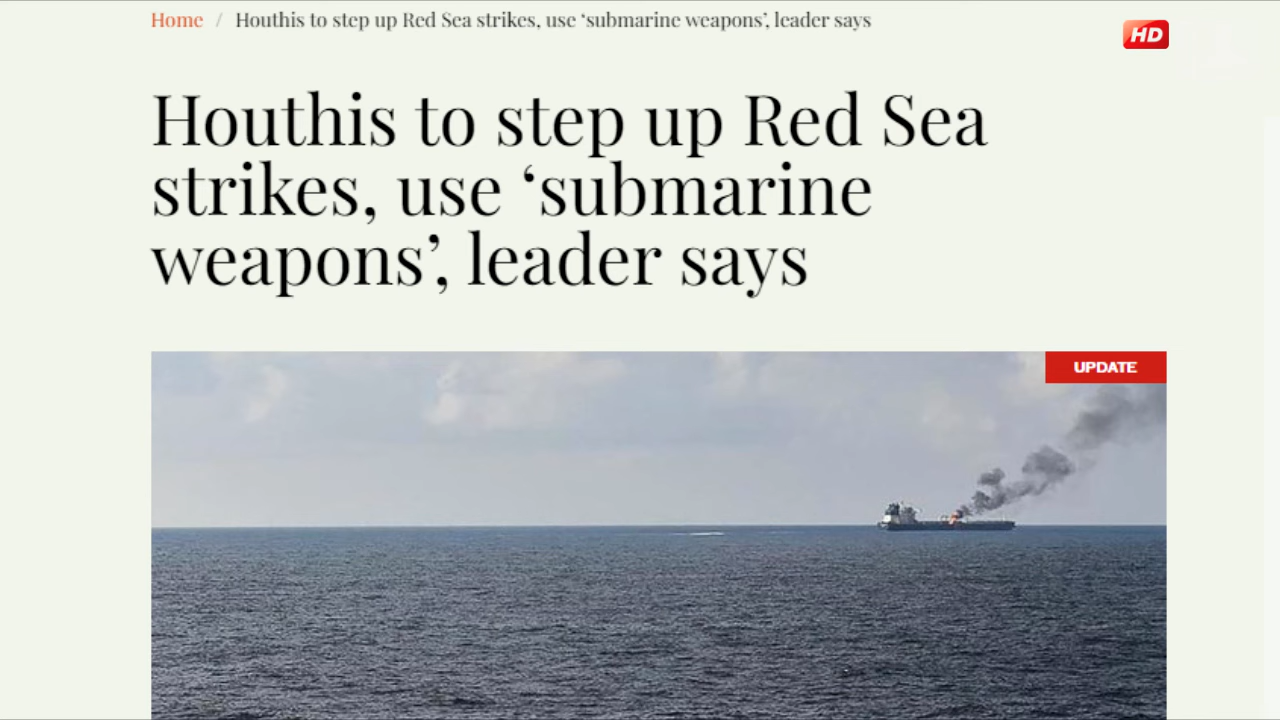 Home / Houthis to step up Red Sea strikes, use ‘submarine weapons’, leader says
HD
Houthis to step up Red Sea
strikes, use ‘submarine
weapons’, leader says
UPDATE